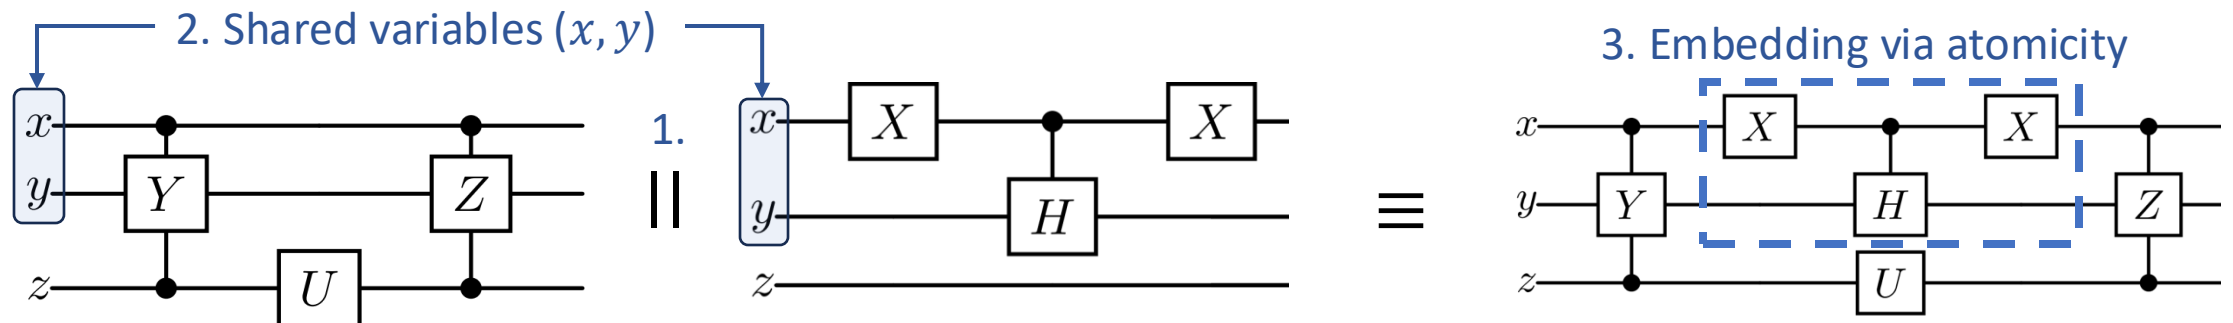 2. Shared variables (x, y)
3. Embedding via atomicity
x
y
Y
Z
z
U
1.
||
x
X
X
y
H
z
≡
x
X
X
y
Y
H
Z
z
U